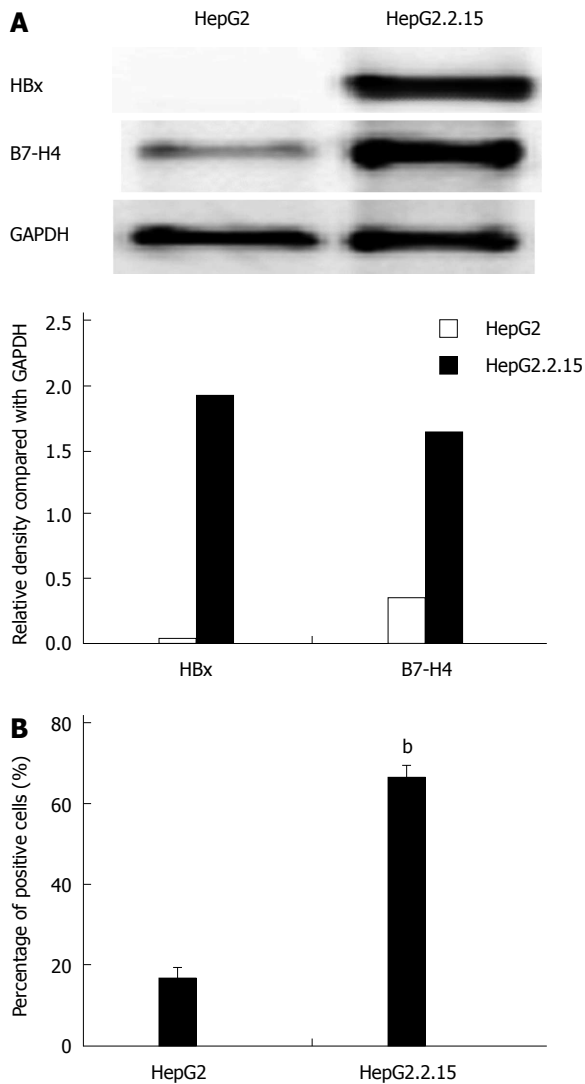 A
HepG2 HepG2.2.15
HBx
B7-H4
GAPDH
Relative density compared with GAPDH
2.5
2.0
1.5
1.0
0.5
0.0
HepG2
HepG2.2.15
HBx B7-H4
B
Percentage of positive cells (%)
80
60
40
20
0
b
HepG2 HepG2.2.15